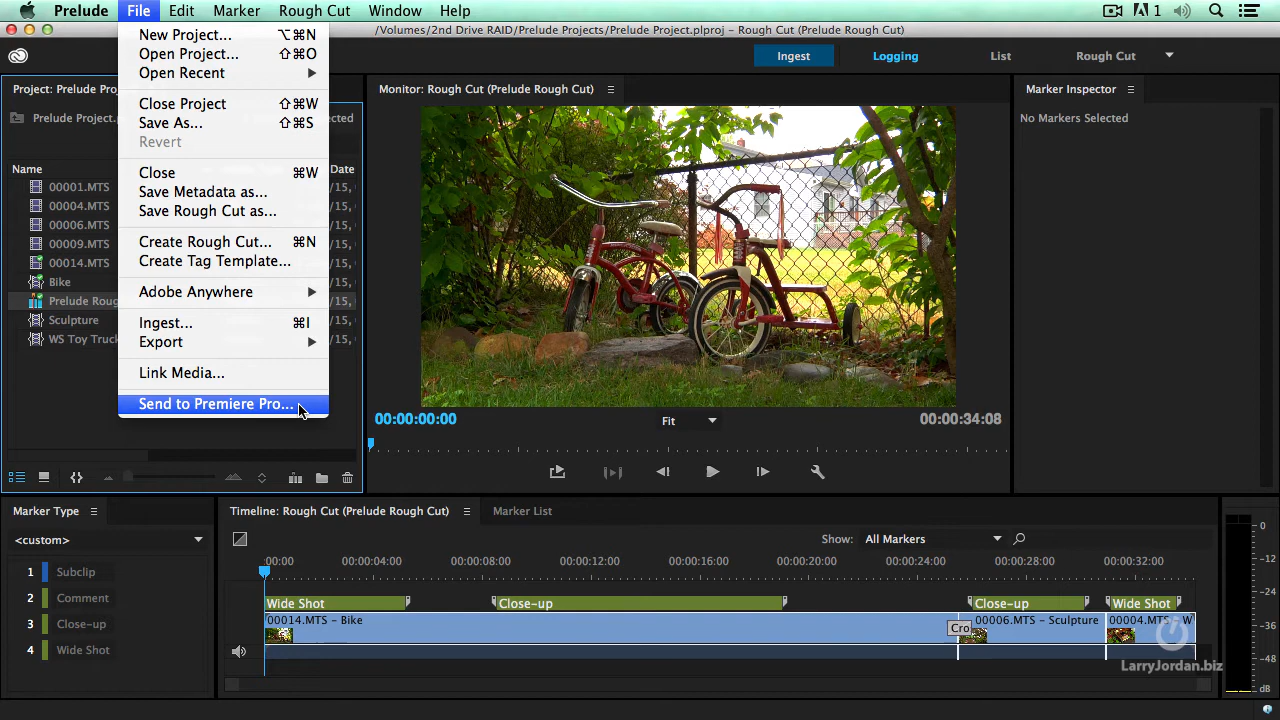 Prelude File Edit Marker Rough Cut Window Help 1
/Volumes/2nd Drive RAID/Prelude Projects/Prelude Project.plproj - Rough Cut (Prelude Rough Cut)
Ingest Logging List Rough Cut
New Project... ⌥⌘N
Open Project... ⇧⌘O
Open Recent
Close Project ⇧⌘W
Save As... ⇧⌘S
Revert
Close ⌘W
Save Metadata as...
Save Rough Cut as...
Create Rough Cut... ⌘N
Create Tag Template...
Adobe Anywhere
Ingest... ⌘I
Export
Link Media...
Send to Premiere Pro...
Project: Prelude Proj
Prelude Project.p
Name Date
00001.MTS /15,
00004.MTS /15,
00006.MTS /15,
00009.MTS /15,
00014.MTS /15,
Bike /15,
Prelude Roug /15,
Sculpture /15,
WS Toy Truck /15,
Monitor: Rough Cut (Prelude Rough Cut)
00:00:00:00 Fit 00:00:34:08
Marker Inspector
No Markers Selected
Marker Type
<custom>
1 Subclip
2 Comment
3 Close-up
4 Wide Shot
Timeline: Rough Cut (Prelude Rough Cut) Marker List
Show: All Markers
:00:00 00:00:04:00 00:00:08:00 00:00:12:00 00:00:16:00 00:00:20:00 00:00:24:00 00:00:28:00 00:00:32:00
Wide Shot Close-up Close-up Wide Shot
00014.MTS - Bike Cro 00006.MTS - Sculpture 00004.MTS - W
LarryJordan.biz
0
-12
-24
-36
-48
dB